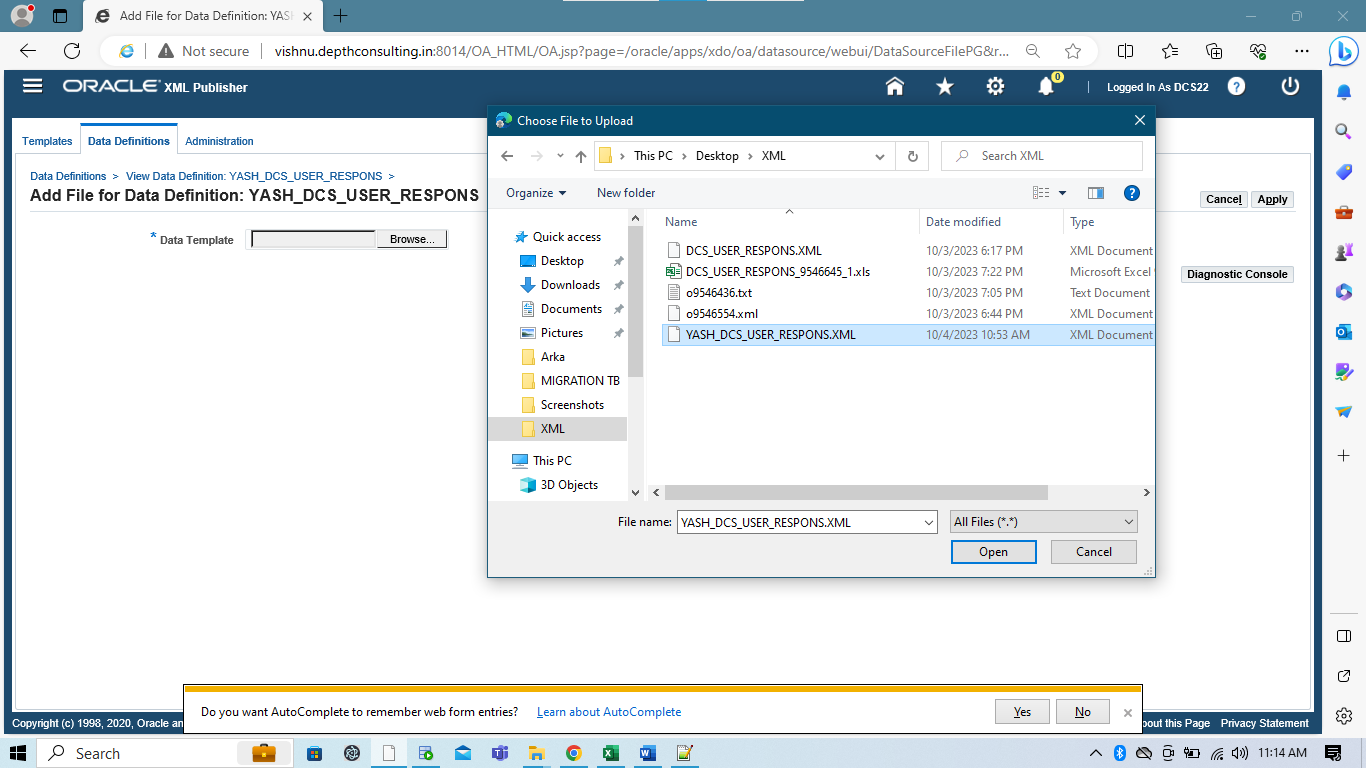 Add File for Data Definition: YASH
Not secure
vishnu.depthconsulting.in:8014/OA_HTML/OA.jsp?page=/oracle/apps/xdo/oa/datasource/webui/DataSourceFilePG&r...
ORACLE XML Publisher
0
Logged In As DCS22
Templates
Data Definitions
Administration
Data Definitions > View Data Definition: YASH_DCS_USER_RESPONS >
Add File for Data Definition: YASH_DCS_USER_RESPONS
Cancel
Apply
* Data Template
Browse...
Diagnostic Console
Choose File to Upload
This PC > Desktop > XML
Search XML
Organize
New folder
Quick access
Desktop
Downloads
Documents
Pictures
Arka
MIGRATION TB
Screenshots
XML
This PC
3D Objects
Name Date modified Type
DCS_USER_RESPONS.XML 10/3/2023 6:17 PM XML Document
DCS_USER_RESPONS_9546645_1.xls 10/3/2023 7:22 PM Microsoft Excel
o9546436.txt 10/3/2023 7:05 PM Text Document
o9546554.xml 10/3/2023 6:44 PM XML Document
YASH_DCS_USER_RESPONS.XML 10/4/2023 10:53 AM XML Document
File name: YASH_DCS_USER_RESPONS.XML
All Files (*.*)
Open
Cancel
Do you want AutoComplete to remember web form entries? Learn about AutoComplete
Yes
No
Copyright (c) 1998, 2020, Oracle an
bout this Page Privacy Statement
Search
11:14 AM